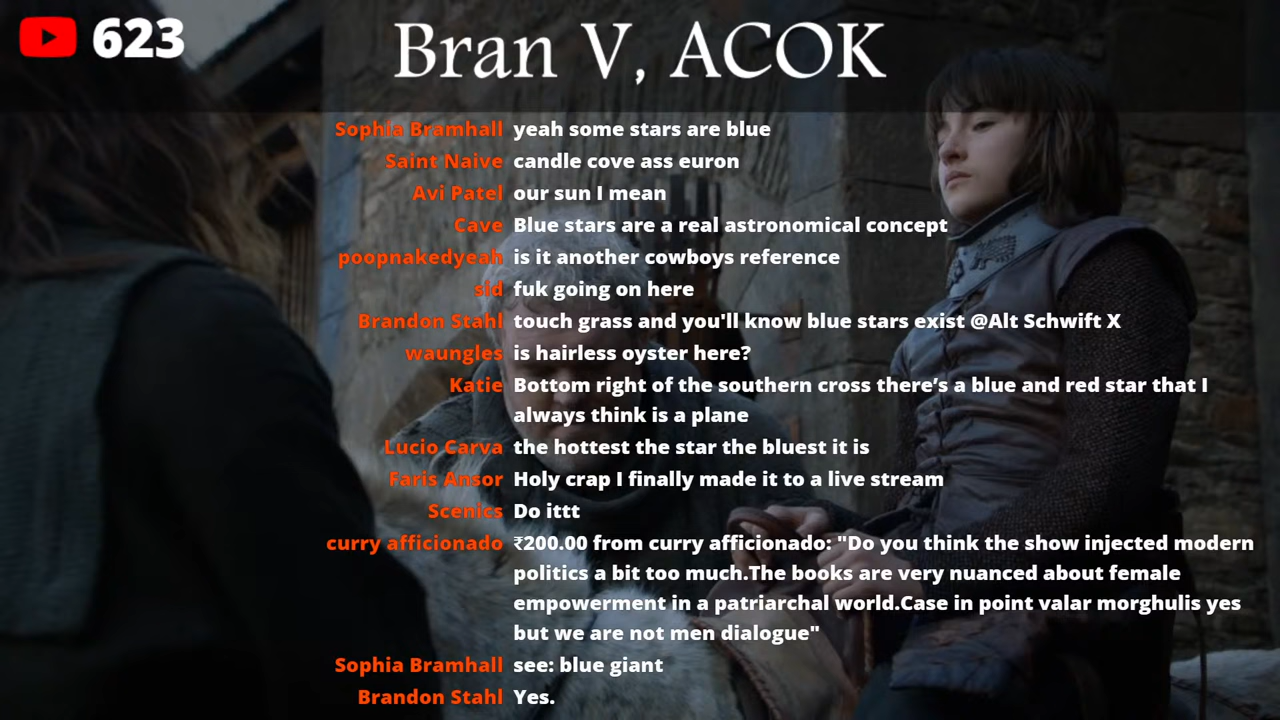 623
Bran V, ACOK
Sophia Bramhall yeah some stars are blue
Saint Naive candle cove ass euron
Avi Patel our sun I mean
Cave Blue stars are a real astronomical concept
poopnakedyeah is it another cowboys reference
sid fuk going on here
Brandon Stahl touch grass and you'll know blue stars exist @Alt Schwift X
waungles is hairless oyster here?
Katie Bottom right of the southern cross there’s a blue and red star that I
always think is a plane
Lucio Carva the hottest the star the bluest it is
Faris Ansor Holy crap I finally made it to a live stream
Scenics Do ittt
curry afficionado ₹200.00 from curry afficionado: "Do you think the show injected modern
politics a bit too much.The books are very nuanced about female
empowerment in a patriarchal world.Case in point valar morghulis yes
but we are not men dialogue"
Sophia Bramhall see: blue giant
Brandon Stahl Yes.